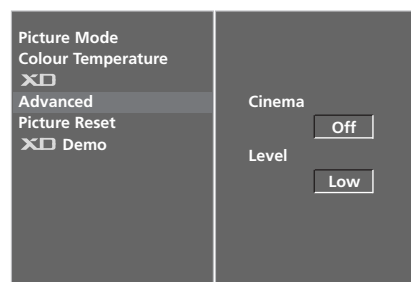 Picture Mode
Colour Temperature
XD
Advanced
Picture Reset
XD Demo
Cinema
Off
Level
Low